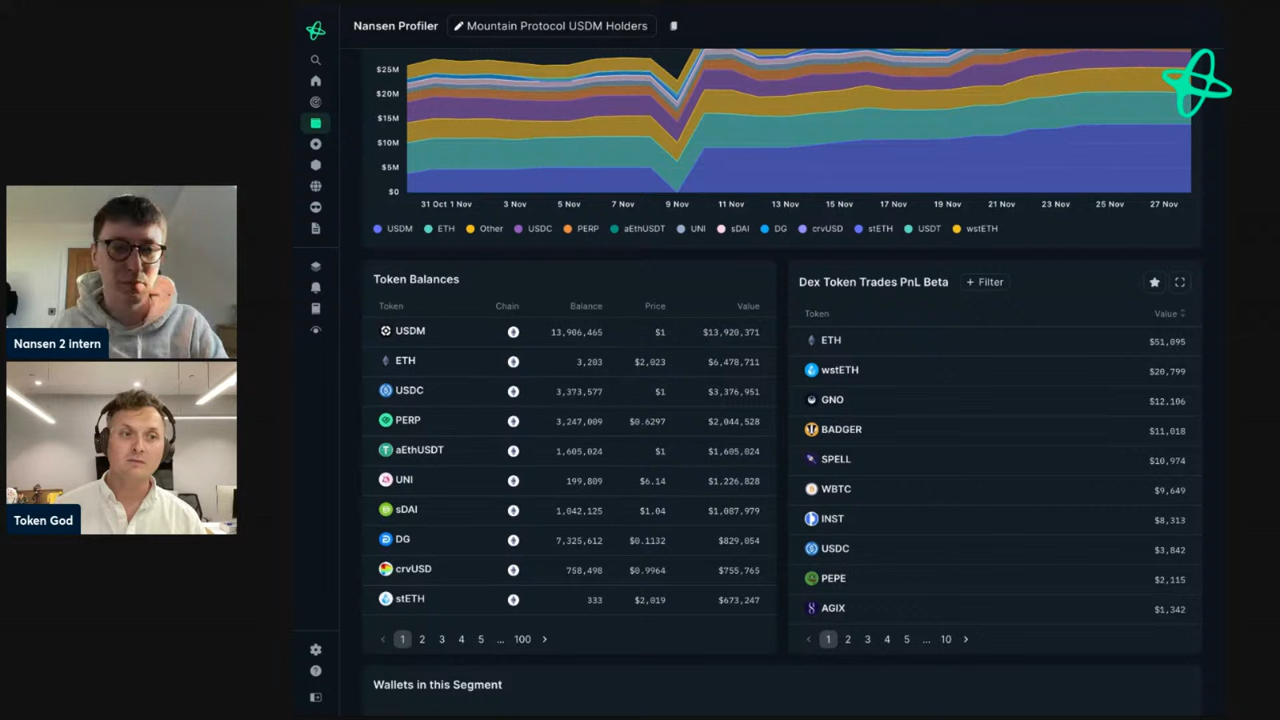 Nansen Profiler Mountain Protocol USDM Holders
$25M
$20M
$15M
$10M
$5M
$0
31 Oct 1 Nov 3 Nov 5 Nov 7 Nov 9 Nov 11 Nov 13 Nov 15 Nov 17 Nov 19 Nov 21 Nov 23 Nov 25 Nov 27 Nov
USDM ETH Other USDC PERP aEthUSDT UNI sDAI DG crvUSD stETH USDT wstETH
Nansen 2 Intern
Token God
Token Balances
Token Chain Balance Price Value
USDM 13,906,465 $1 $13,920,371
ETH 3,203 $2,023 $6,478,711
USDC 3,373,577 $1 $3,376,951
PERP 3,247,009 $0.6297 $2,044,528
aEthUSDT 1,605,024 $1 $1,605,024
UNI 199,809 $6.14 $1,226,828
sDAI 1,042,125 $1.04 $1,087,979
DG 7,325,612 $0.1132 $829,054
crvUSD 758,498 $0.9964 $755,765
stETH 333 $2,019 $673,247
< 1 2 3 4 5 ... 100 >
Dex Token Trades PnL Beta + Filter
Token Value
ETH $51,095
wstETH $20,799
GNO $12,106
BADGER $11,018
SPELL $10,974
WBTC $9,649
INST $8,313
USDC $3,842
PEPE $2,115
AGIX $1,342
< 1 2 3 4 5 ... 10 >
Wallets in this Segment